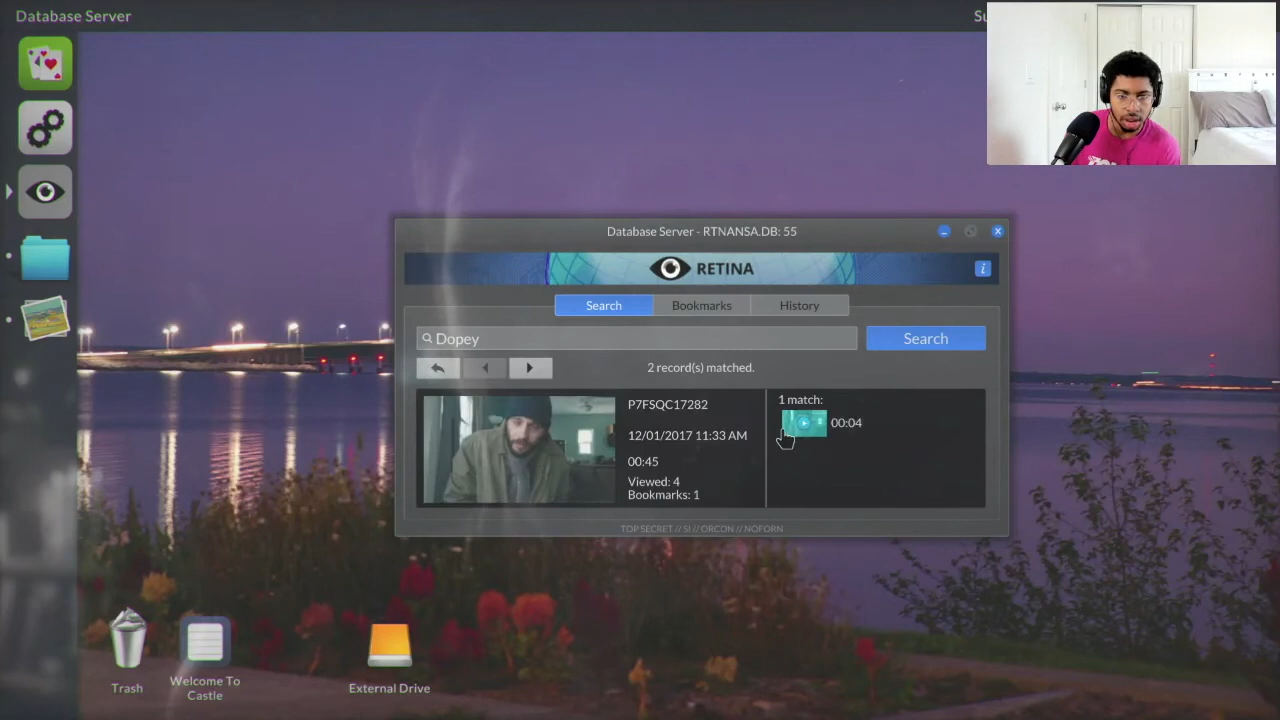 Database Server
Su
Database Server - RTNANSA.DB: 55
RETINA
i
Search
Bookmarks
History
Dopey
Search
2 record(s) matched.
P7FSQC17282
12/01/2017 11:33 AM
00:45
Viewed: 4
Bookmarks: 1
1 match:
00:04
TOP SECRET // SI // ORCON // NOFORN
Trash
Welcome To
Castle
External Drive